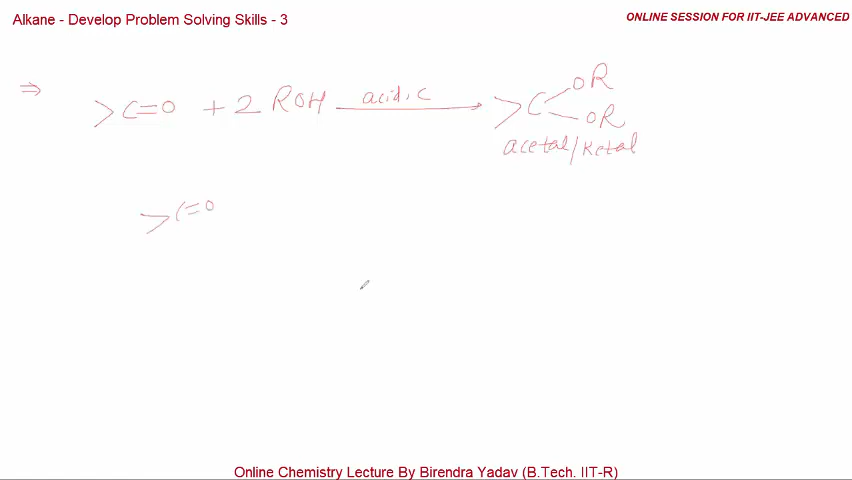 Alkane - Develop Problem Solving Skills - 3
ONLINE SESSION FOR IIT-JEE ADVANCED
⇒ >C=O + 2 ROH acidic → >C OR OR
acetal/Ketal
>C=O
Online Chemistry Lecture By Birendra Yadav (B.Tech. IIT-R)